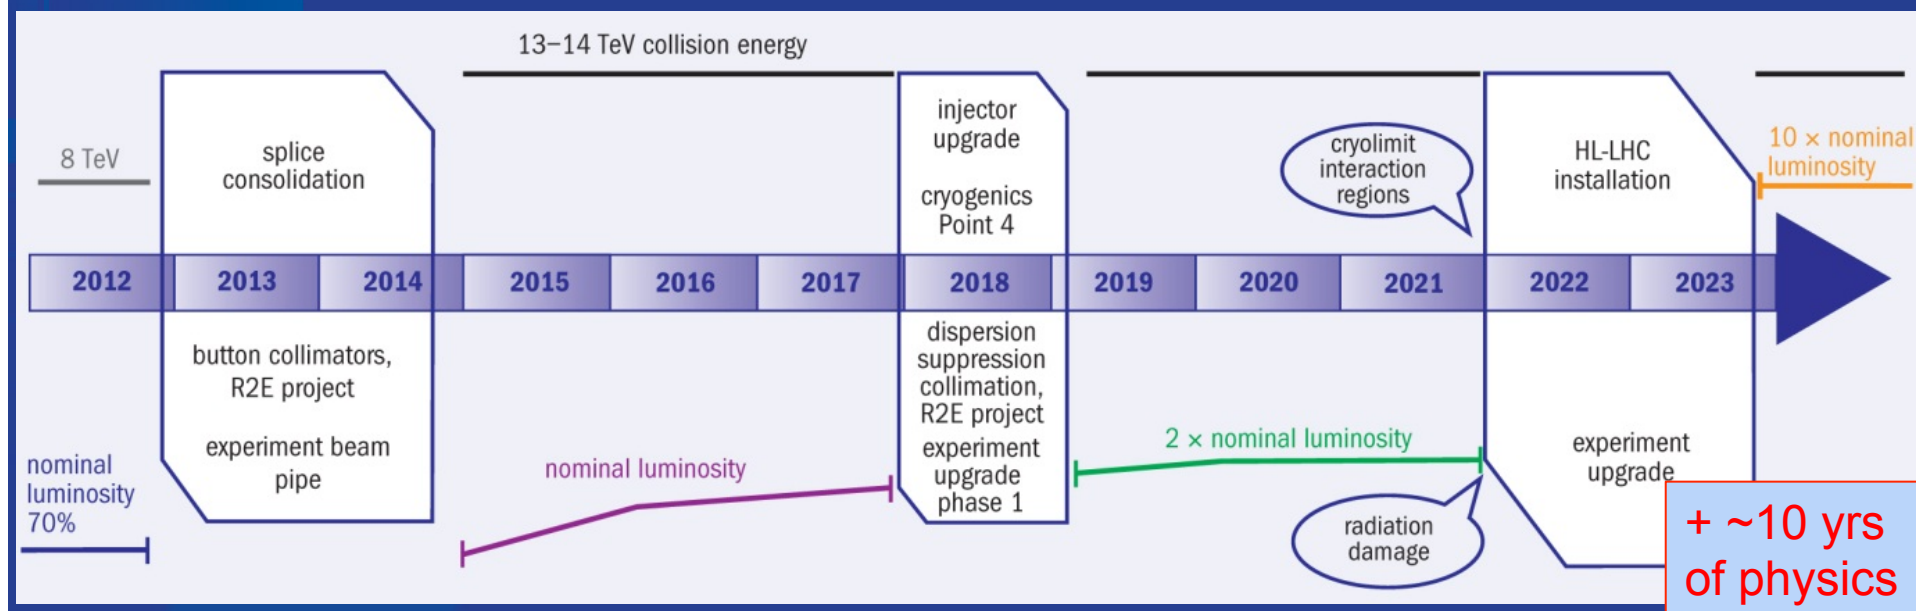 13–14 TeV collision energy
8 TeV
splice
consolidation
injector
upgrade
cryogenics
Point 4
cryolimit
interaction
regions
HL-LHC
installation
10 × nominal
luminosity
2012
2013
2014
2015
2016
2017
2018
2019
2020
2021
2022
2023
nominal
luminosity
70%
button collimators,
R2E project
experiment beam
pipe
nominal luminosity
dispersion
suppression
collimation,
R2E project
experiment
upgrade
phase 1
2 × nominal luminosity
radiation
damage
experiment
upgrade
+ ~10 yrs
of physics